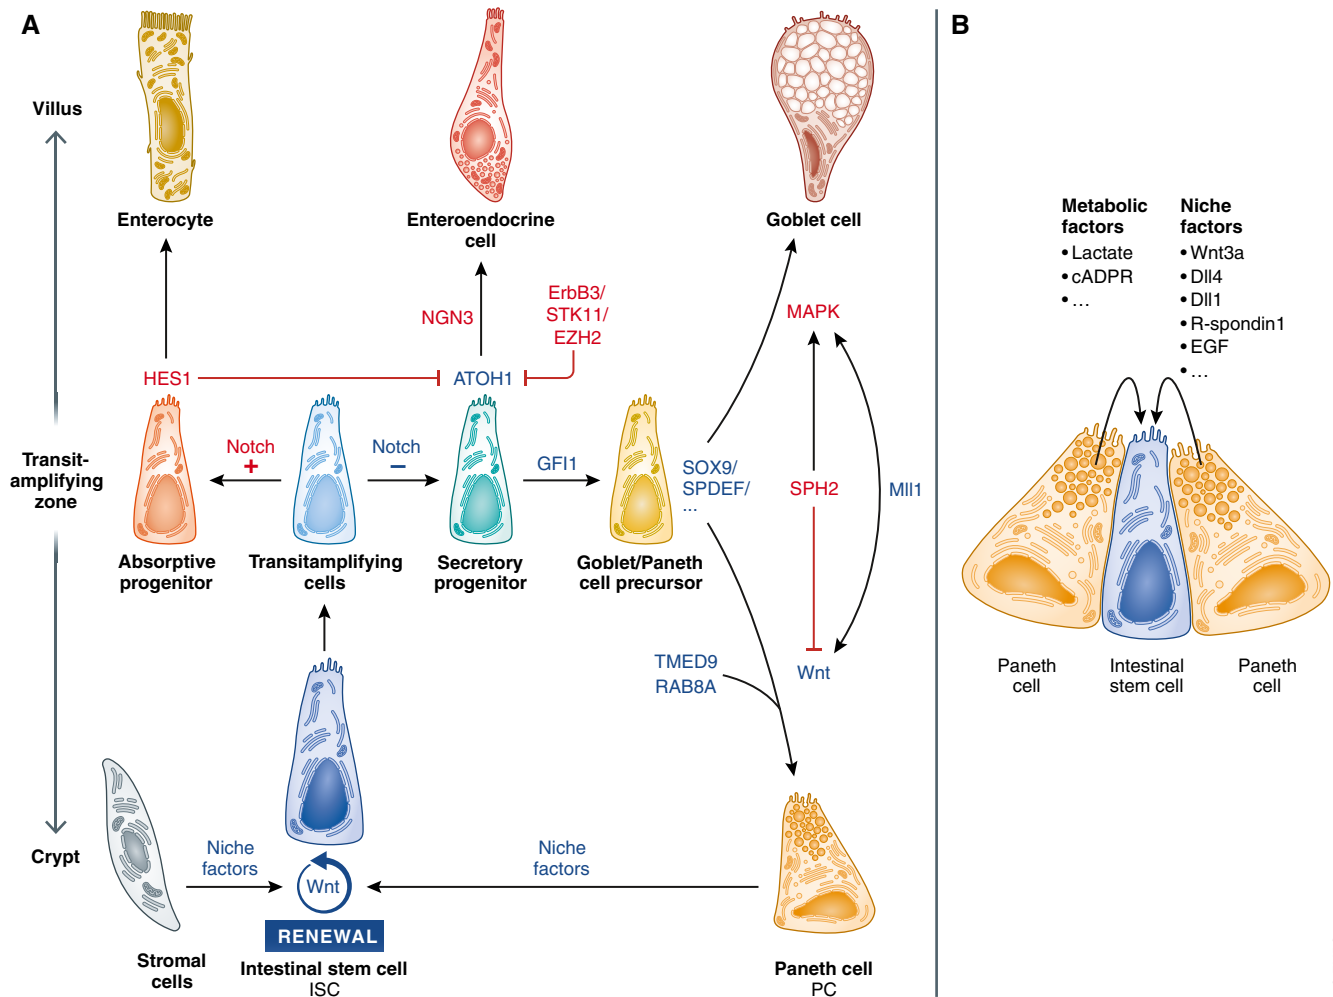 A
Villus
Transit-
amplifying
zone
Crypt
Enterocyte
Enteroendocrine
cell
Goblet cell
NGN3
ErbB3/
STK11/
EZH2
MAPK
HES1
ATOH1
Notch
+
Notch
–
GFI1
SOX9/
SPDEF/
...
SPH2
Mll1
Absorptive
progenitor
Transitamplifying
cells
Secretory
progenitor
Goblet/Paneth
cell precursor
TMED9
RAB8A
Wnt
Niche
factors
Wnt
Niche
factors
RENEWAL
Stromal
cells
Intestinal stem cell
ISC
Paneth cell
PC
B
Metabolic
factors
• Lactate
• cADPR
• ...
Niche
factors
• Wnt3a
• Dll4
• Dll1
• R-spondin1
• EGF
• ...
Paneth
cell
Intestinal
stem cell
Paneth
cell